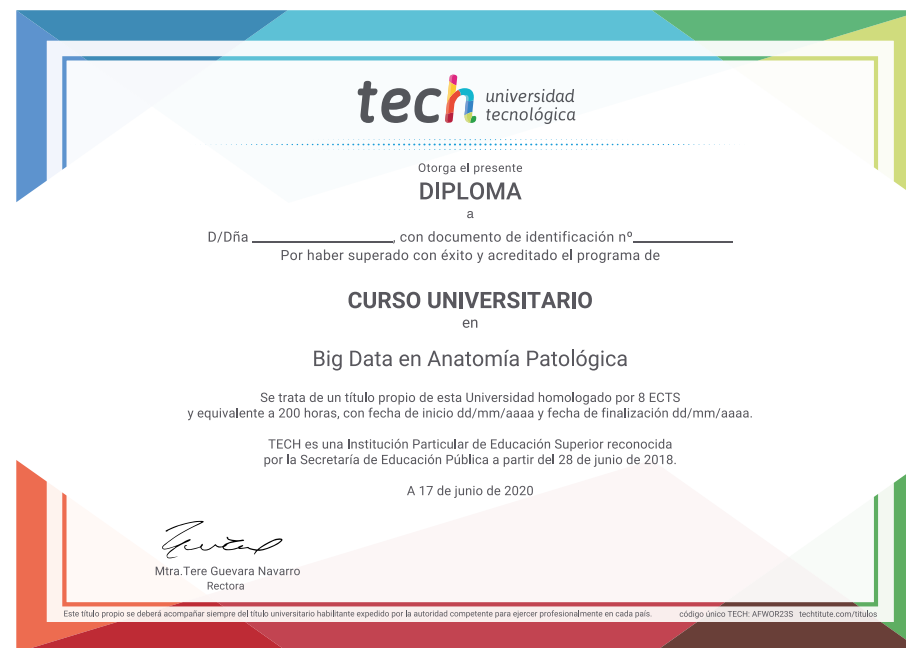 tech universidad
tecnológica
Otorga el presente
DIPLOMA
a
D/Dña ____________________, con documento de identificación nº______________
Por haber superado con éxito y acreditado el programa de
CURSO UNIVERSITARIO
en
Big Data en Anatomía Patológica
Se trata de un título propio de esta Universidad homologado por 8 ECTS
y equivalente a 200 horas, con fecha de inicio dd/mm/aaaa y fecha de finalización dd/mm/aaaa.
TECH es una Institución Particular de Educación Superior reconocida
por la Secretaría de Educación Pública a partir del 28 de junio de 2018.
A 17 de junio de 2020
Mtra.Tere Guevara Navarro
Rectora
Este título propio se deberá acompañar siempre del título universitario habilitante expedido por la autoridad competente para ejercer profesionalmente en cada país. código único TECH: AFWOR23S techtitute.com/titulos